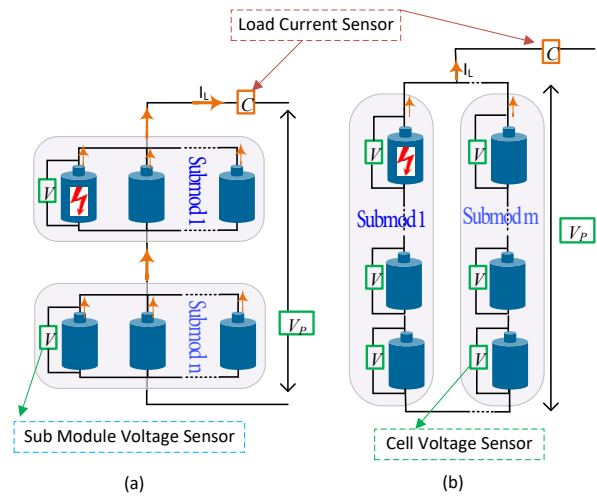 Load Current Sensor
I_L
C
V
Submod 1
V
Submod n
V_P
Sub Module Voltage Sensor
(a)
C
I_L
V
V
Submod 1
Submod m
V_P
V
V
V
V
Cell Voltage Sensor
(b)